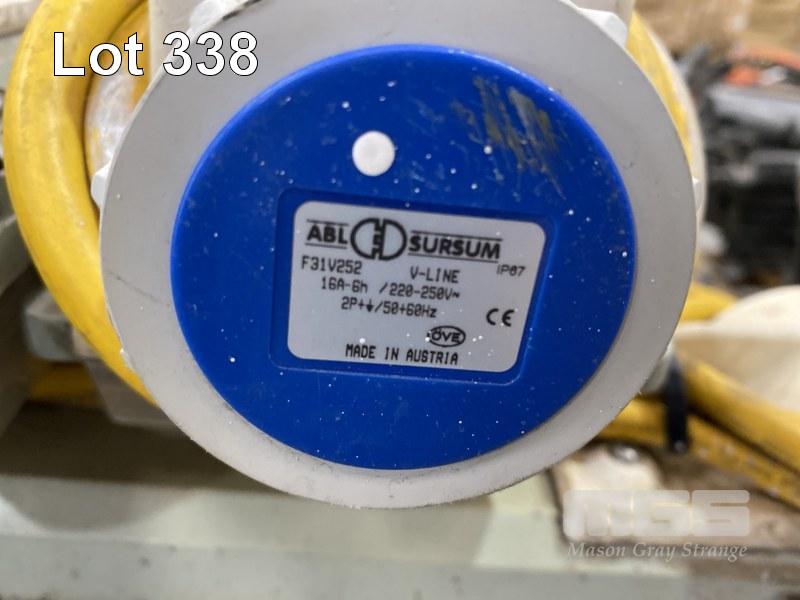 Lot 338
ABL SURSUM
F31V252 V-LINE IP67
16A-6h /220-250V~
2P+⏚/50+60Hz
CE
ÖVE
MADE IN AUSTRIA
MGS
Mason Gray Strange